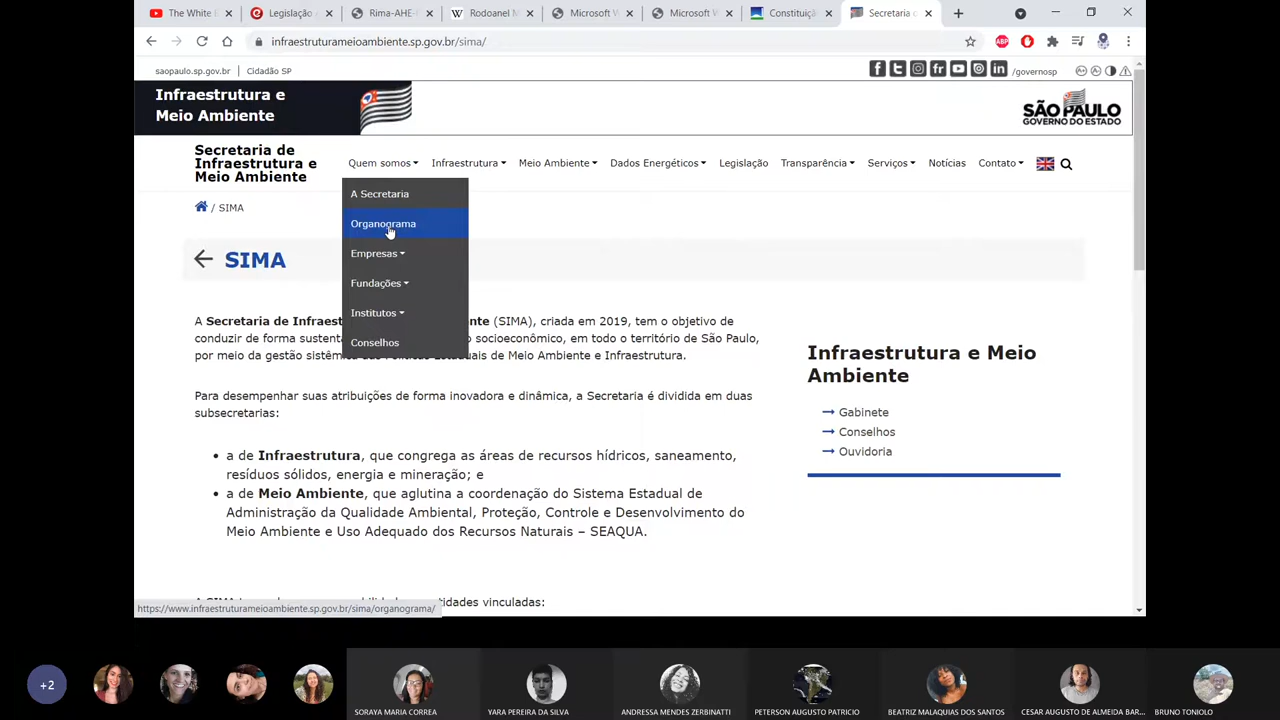 The White
Legislação
Rima-AHE-
Rodoanel M
Microsoft W
Microsoft W
Constituiçã
Secretaria
infraestruturameioambiente.sp.gov.br/sima/
ABP
saopaulo.sp.gov.br | Cidadão SP
/governosp
Infraestrutura e
Meio Ambiente
SÃO PAULO
GOVERNO DO ESTADO
Secretaria de
Infraestrutura e
Meio Ambiente
Quem somos Infraestrutura Meio Ambiente Dados Energéticos Legislação Transparência Serviços Notícias Contato
A Secretaria
Organograma
Empresas
Fundações
Institutos
Conselhos
/ SIMA
SIMA
A Secretaria de Infraest nte (SIMA), criada em 2019, tem o objetivo de
conduzir de forma sustent socioeconômico, em todo o território de São Paulo,
por meio da gestão sistêmica das Políticas Estaduais de Meio Ambiente e Infraestrutura.
Para desempenhar suas atribuições de forma inovadora e dinâmica, a Secretaria é dividida em duas
subsecretarias:
• a de Infraestrutura, que congrega as áreas de recursos hídricos, saneamento,
resíduos sólidos, energia e mineração; e
• a de Meio Ambiente, que aglutina a coordenação do Sistema Estadual de
Administração da Qualidade Ambiental, Proteção, Controle e Desenvolvimento do
Meio Ambiente e Uso Adequado dos Recursos Naturais – SEAQUA.
tidades vinculadas:
Infraestrutura e Meio
Ambiente
Gabinete
Conselhos
Ouvidoria
https://www.infraestruturameioambiente.sp.gov.br/sima/organograma/
+2
SORAYA MARIA CORREA
YARA PEREIRA DA SILVA
ANDRESSA MENDES ZERBINATTI
PETERSON AUGUSTO PATRICIO
BEATRIZ MALAQUIAS DOS SANTOS
CESAR AUGUSTO DE ALMEIDA BAR...
BRUNO TONIOLO